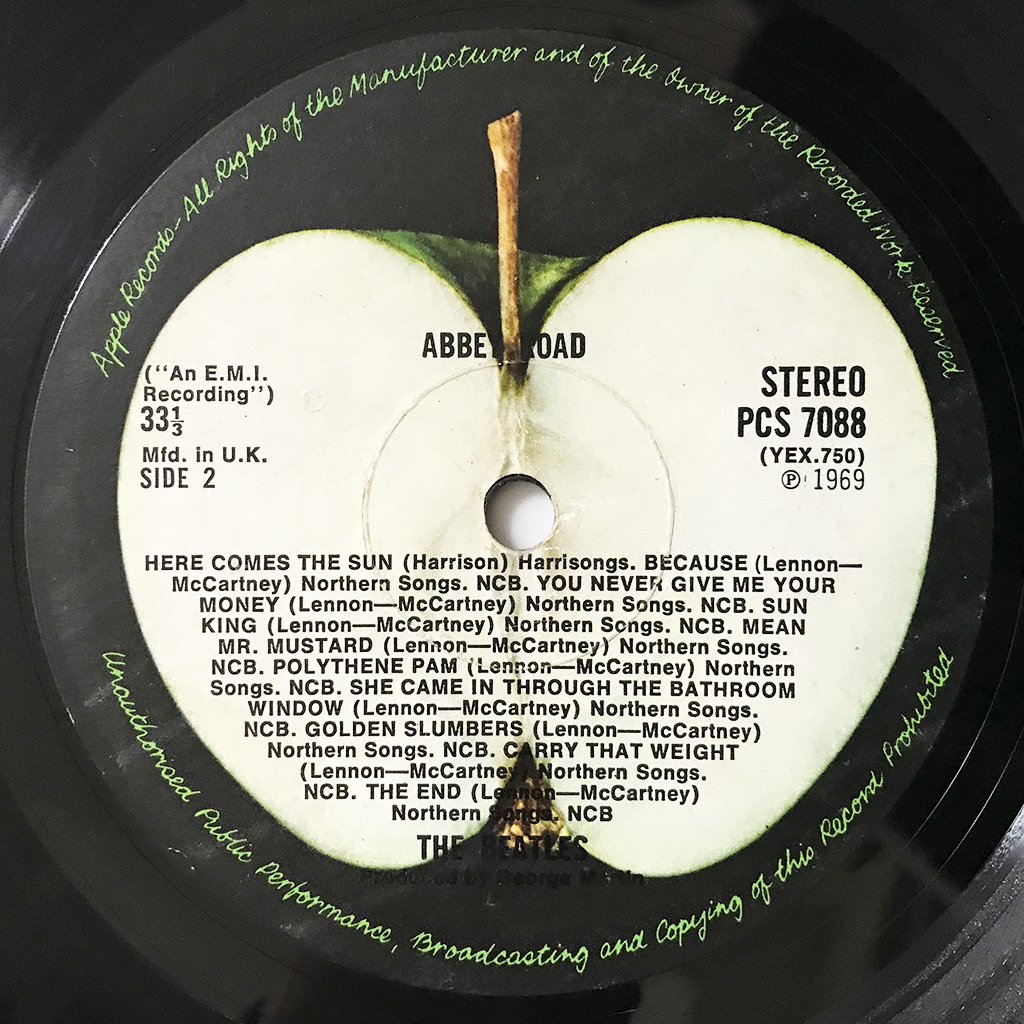 Apple Records - All Rights of the Manufacturer and of the Owner of the Recorded Work Reserved
ABBEY ROAD
(“An E.M.I.
Recording”)
33⅓
Mfd. in U.K.
SIDE 2
STEREO
PCS 7088
(YEX.750)
℗ 1969
HERE COMES THE SUN (Harrison) Harrisongs. BECAUSE (Lennon—
McCartney) Northern Songs. NCB. YOU NEVER GIVE ME YOUR
MONEY (Lennon—McCartney) Northern Songs. NCB. SUN
KING (Lennon—McCartney) Northern Songs. NCB. MEAN
MR. MUSTARD (Lennon—McCartney) Northern Songs.
NCB. POLYTHENE PAM (Lennon—McCartney) Northern
Songs. NCB. SHE CAME IN THROUGH THE BATHROOM
WINDOW (Lennon—McCartney) Northern Songs.
NCB. GOLDEN SLUMBERS (Lennon—McCartney)
Northern Songs. NCB. CARRY THAT WEIGHT
(Lennon—McCartney) Northern Songs.
NCB. THE END (Lennon—McCartney)
Northern Songs. NCB
THE BEATLES
Produced by George Martin
Unauthorised Public Performance, Broadcasting and Copying of this Record Prohibited